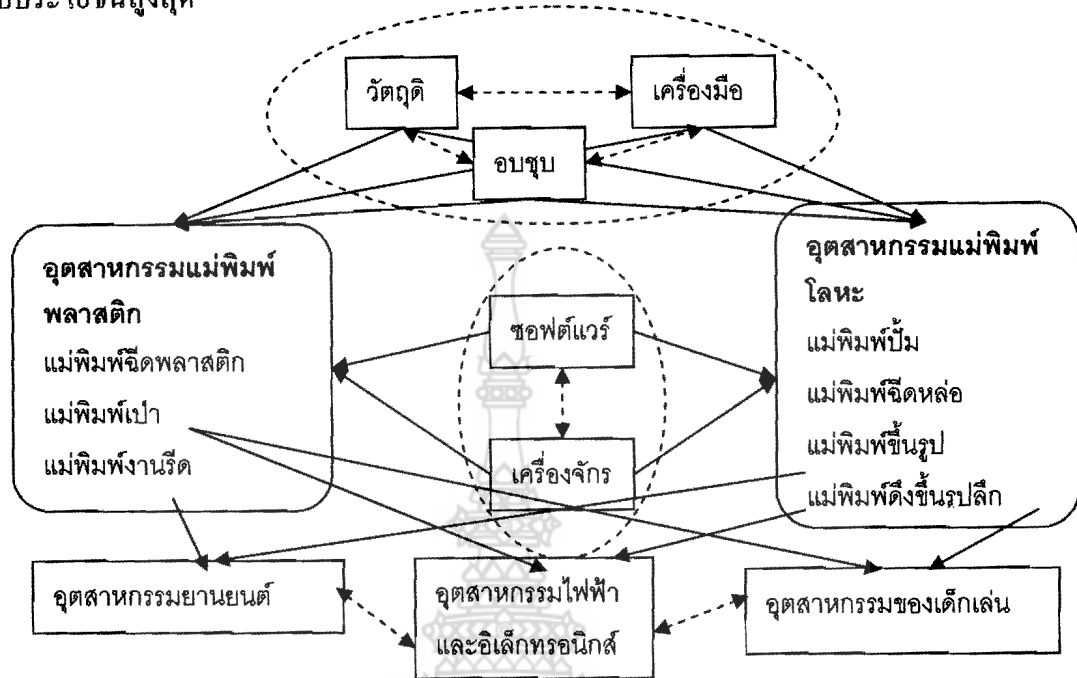 วัตถุดิ
เครื่องมือ
อบชุบ
อุตสาหกรรมแม่พิมพ์
พลาสติก
แม่พิมพ์ฉีดพลาสติก
แม่พิมพ์เป่า
แม่พิมพ์งานรีด
ซอฟต์แวร์
เครื่องจักร
อุตสาหกรรมแม่พิมพ์
โลหะ
แม่พิมพ์ปั้ม
แม่พิมพ์ฉีดหล่อ
แม่พิมพ์ขึ้นรูป
แม่พิมพ์ดึงขึ้นรูปลึก
อุตสาหกรรมยานยนต์
อุตสาหกรรมไฟฟ้า
และอิเล็กทรอนิกส์
อุตสาหกรรมของเด็กเล่น